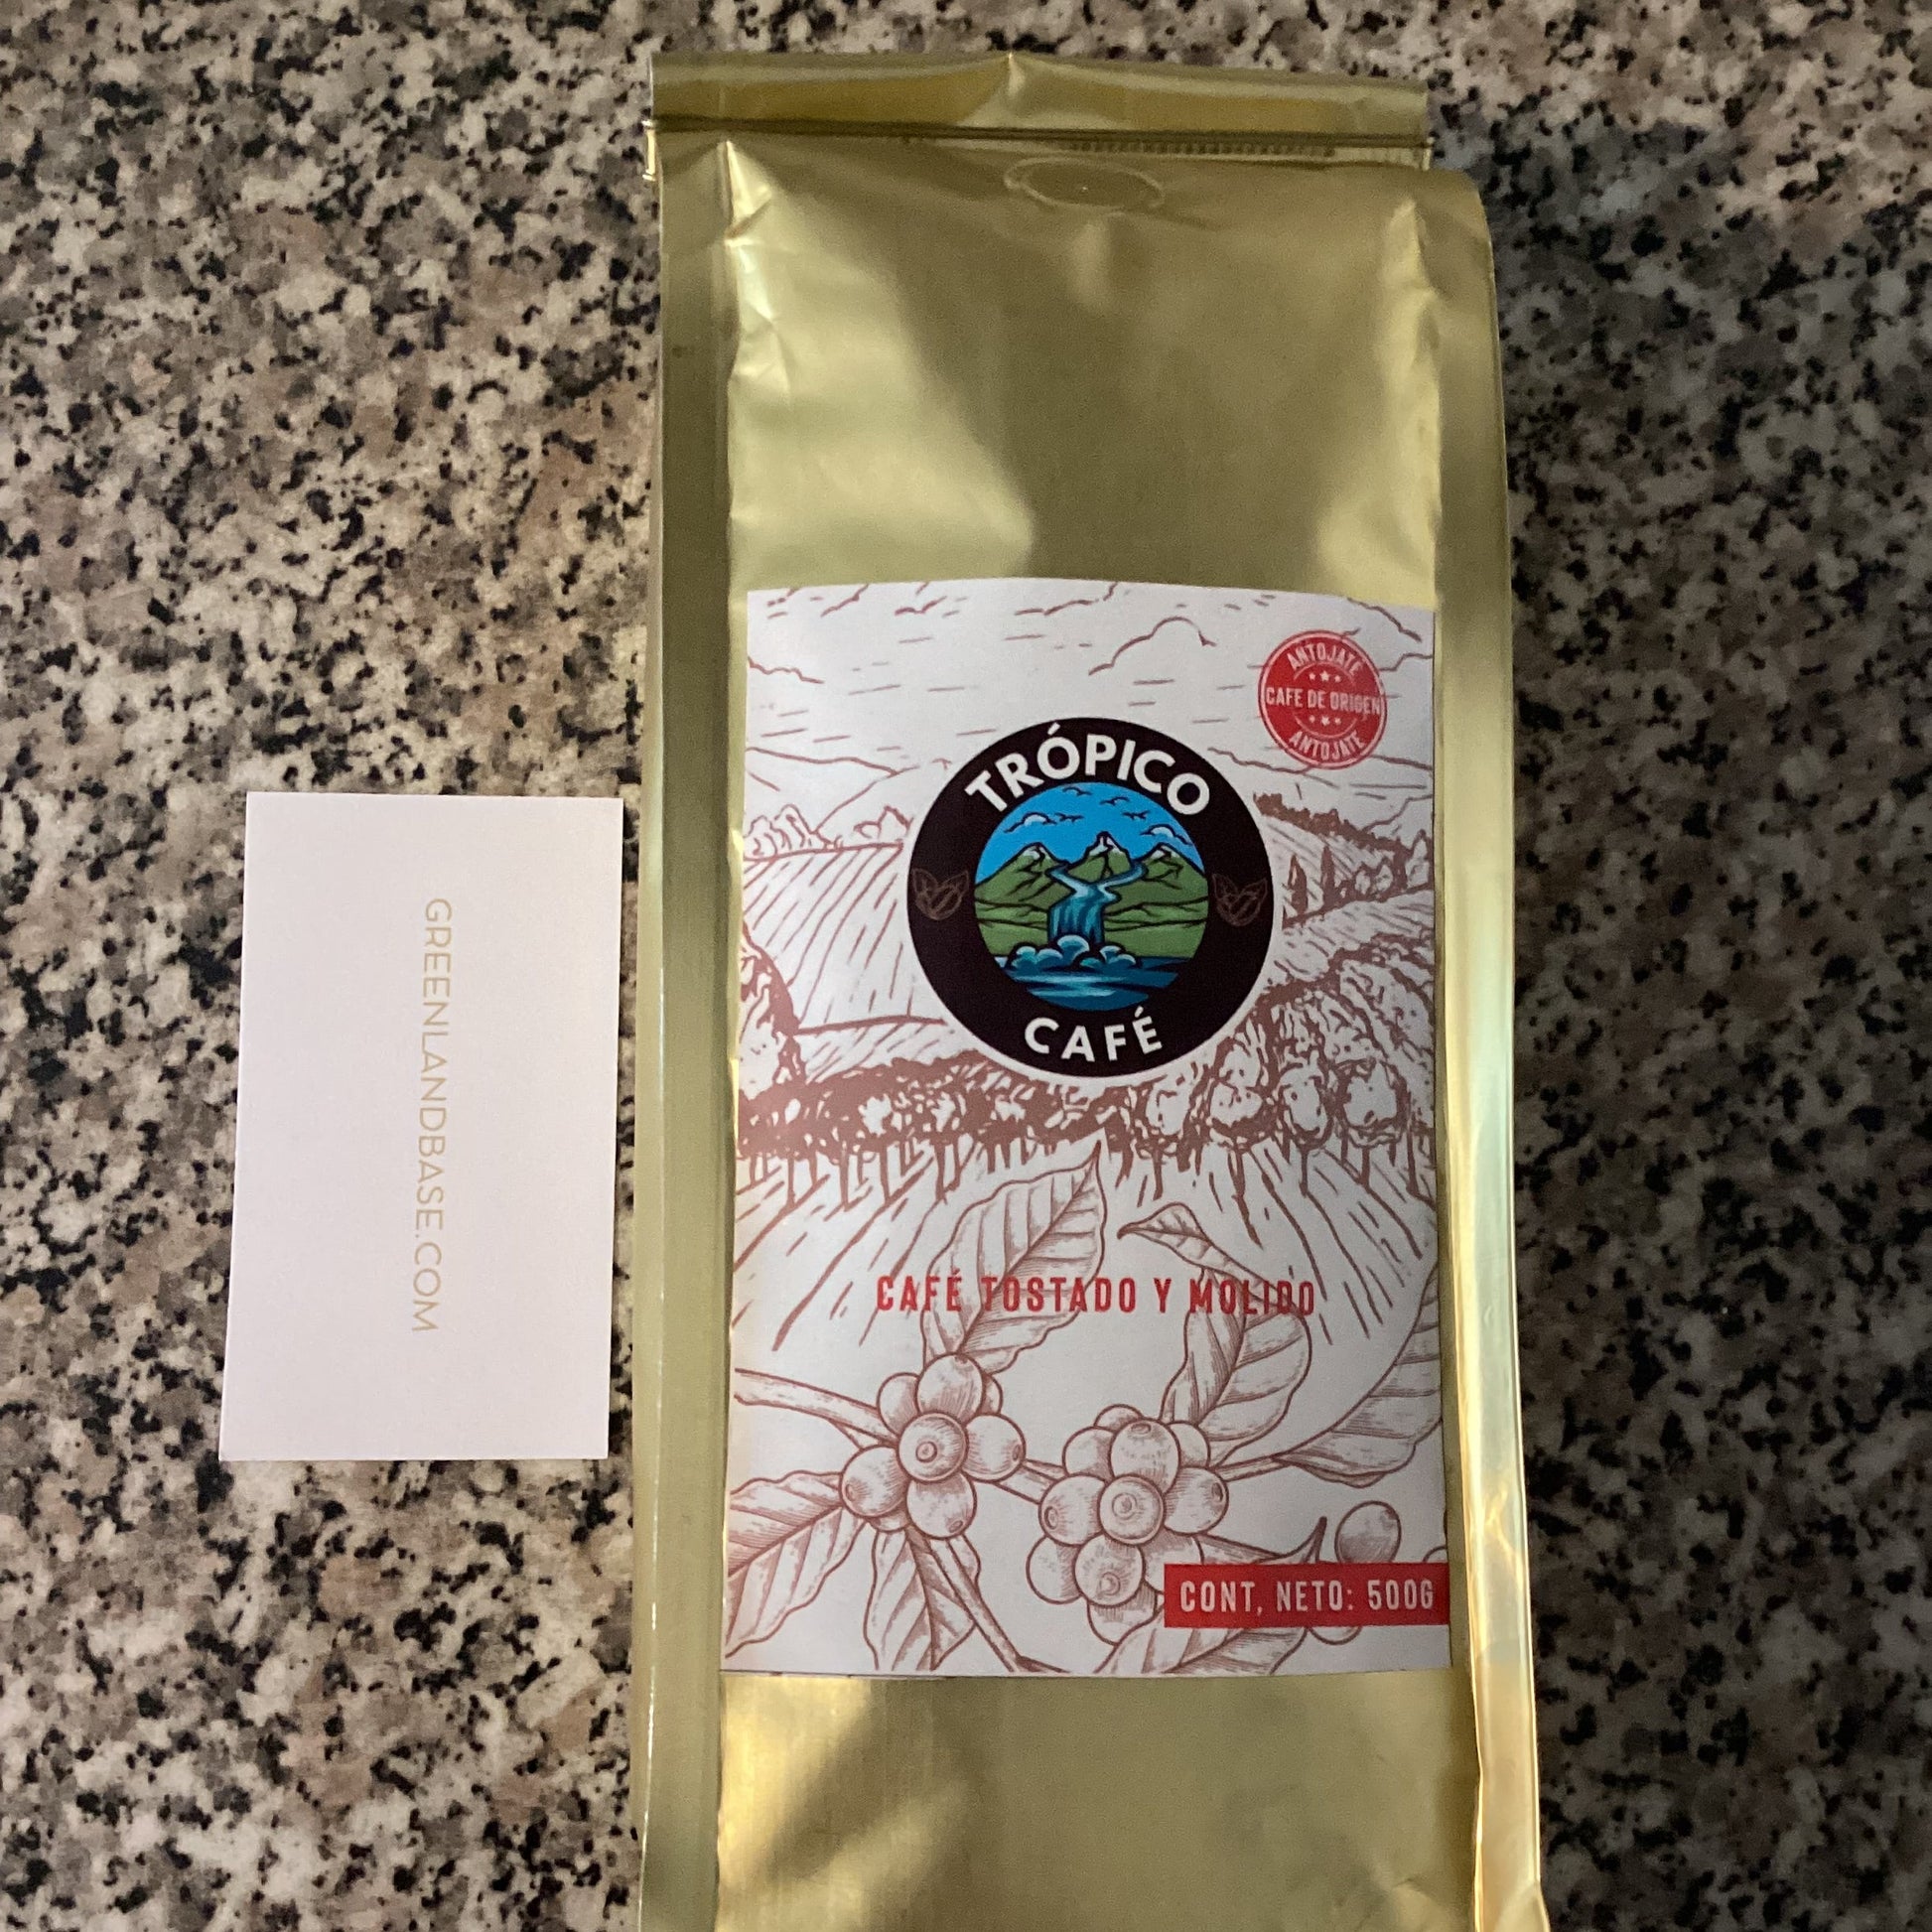 GREENLANDBASE.COM
ANTOJATE
CAFE DE ORIGEN
ANTOJATE
TRÓPICO
CAFÉ
CAFÉ TOSTADO Y MOLIDO
CONT, NETO: 500G